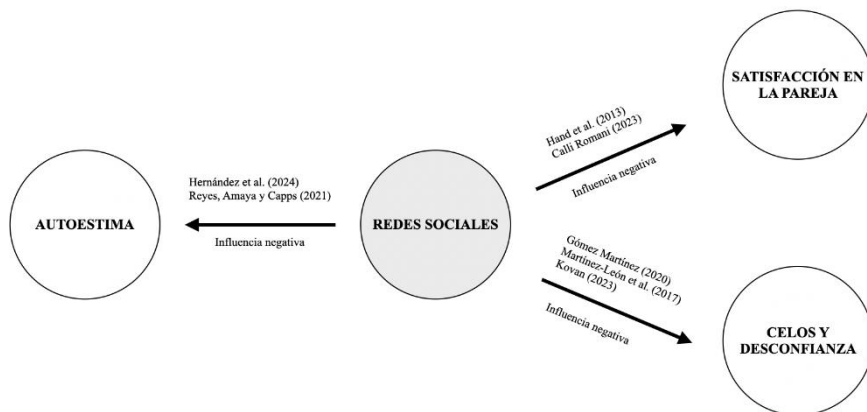 SATISFACCIÓN EN
LA PAREJA
Hand et al. (2013)
Calli Romani (2023)
Influencia negativa
Hernández et al. (2024)
Reyes, Amaya y Capps (2021)
AUTOESTIMA
REDES SOCIALES
Influencia negativa
Gómez Martínez (2020)
Martínez-León et al. (2017)
Kovan (2023)
Influencia negativa
CELOS Y
DESCONFIANZA